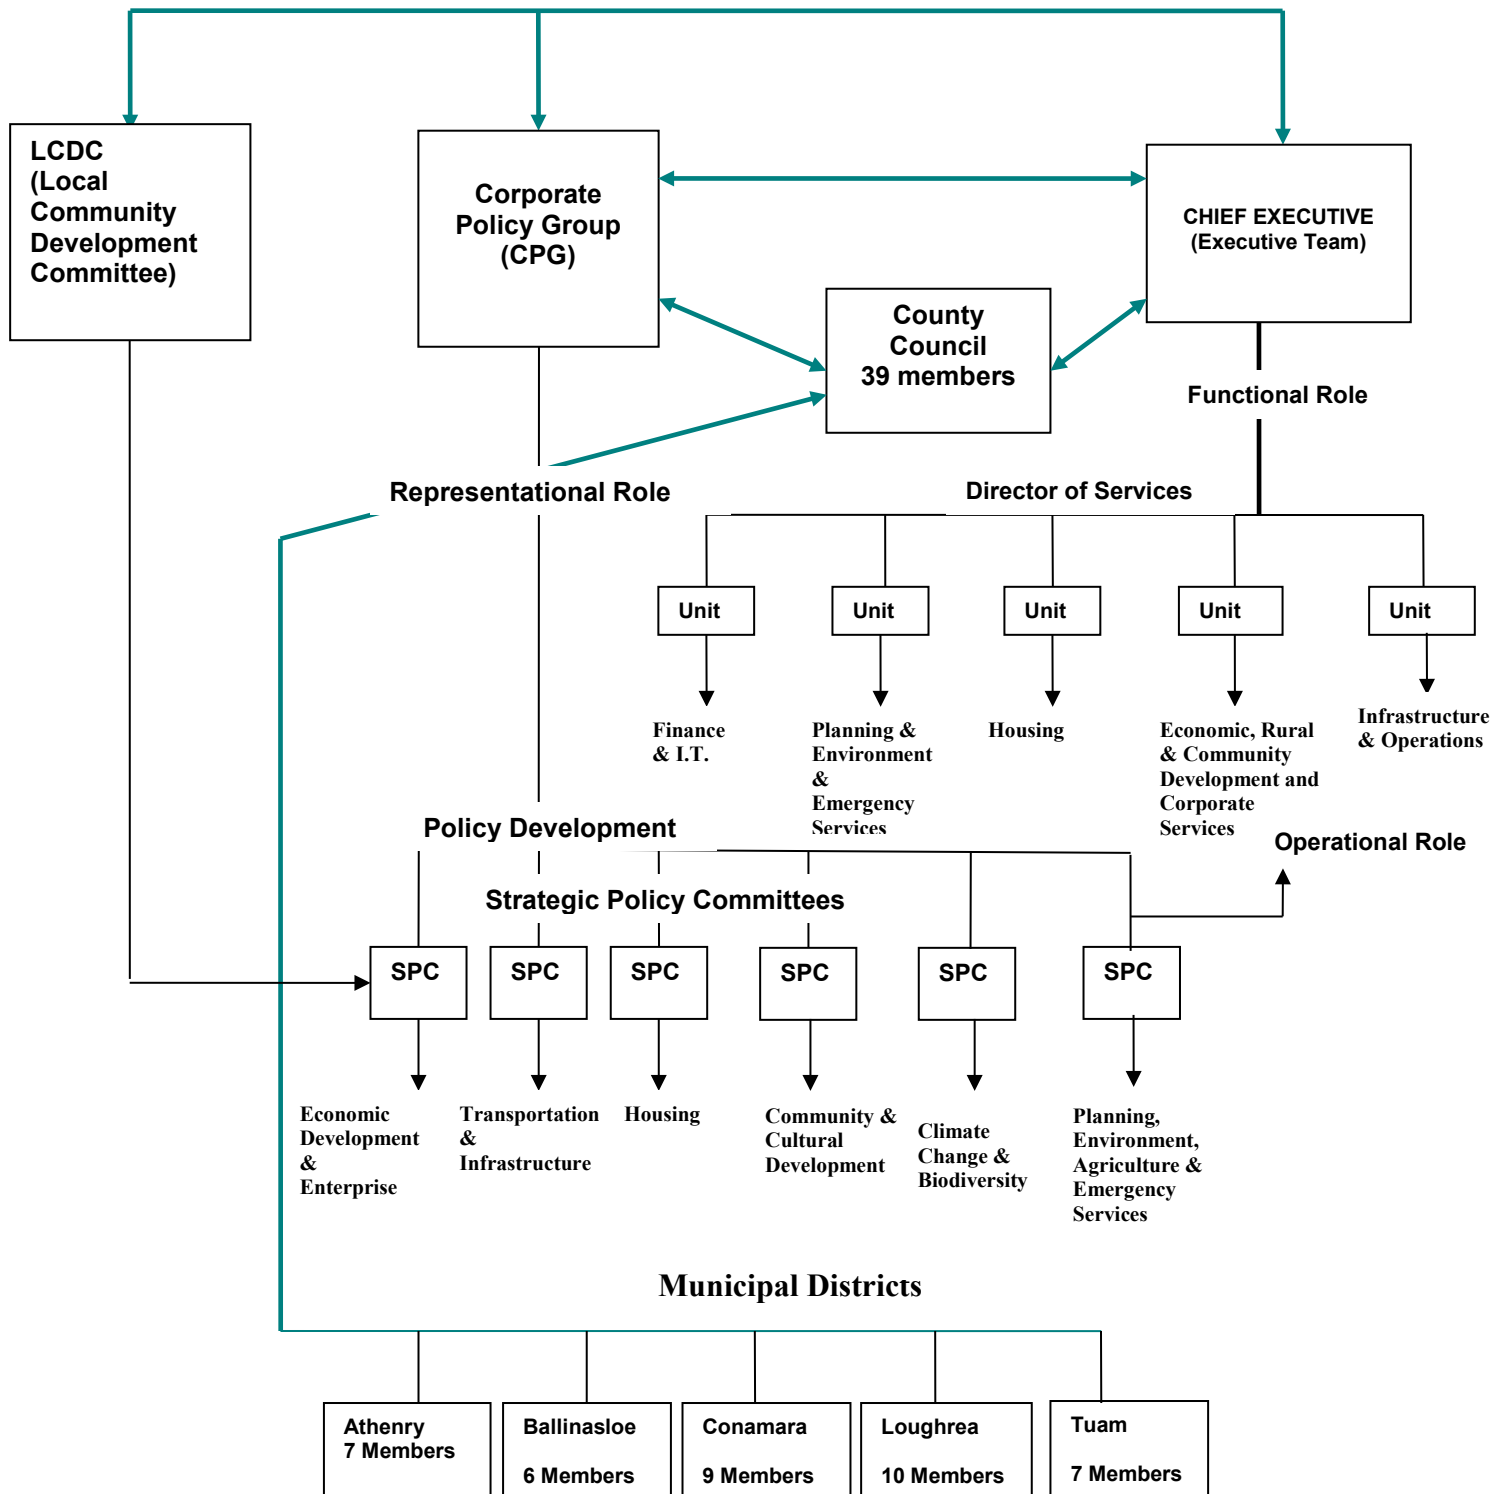 LCDC
(Local
Community
Development
Committee)
Corporate
Policy Group
(CPG)
CHIEF EXECUTIVE
(Executive Team)
County
Council
39 members
Functional Role
Representational Role
Director of Services
Unit
Unit
Unit
Unit
Unit
Finance
& I.T.
Planning &
Environment
&
Emergency
Services
Housing
Economic, Rural
& Community
Development and
Corporate
Services
Infrastructure
& Operations
Policy Development
Operational Role
Strategic Policy Committees
SPC
SPC
SPC
SPC
SPC
SPC
Economic
Development
&
Enterprise
Transportation
&
Infrastructure
Housing
Community &
Cultural
Development
Climate
Change &
Biodiversity
Planning,
Environment,
Agriculture &
Emergency
Services
Municipal Districts
Athenry
7 Members
Ballinasloe
6 Members
Conamara
9 Members
Loughrea
10 Members
Tuam
7 Members